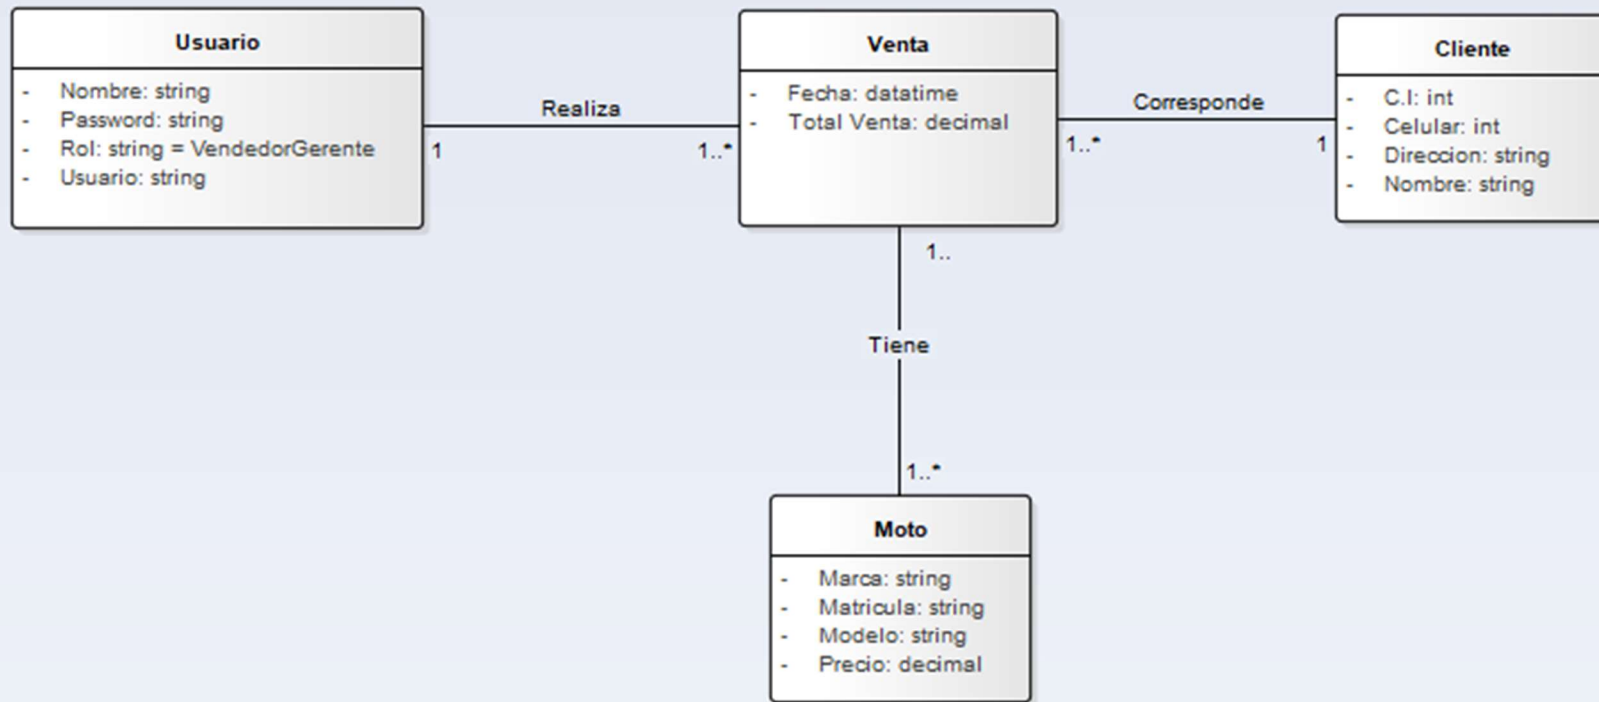 Usuario
- Nombre: string
- Password: string
- Rol: string = VendedorGerente
- Usuario: string
Realiza
1
1..*
Venta
- Fecha: datatime
- Total Venta: decimal
Corresponde
1..*
1
Cliente
- C.I: int
- Celular: int
- Direccion: string
- Nombre: string
1..
Tiene
1..*
Moto
- Marca: string
- Matricula: string
- Modelo: string
- Precio: decimal